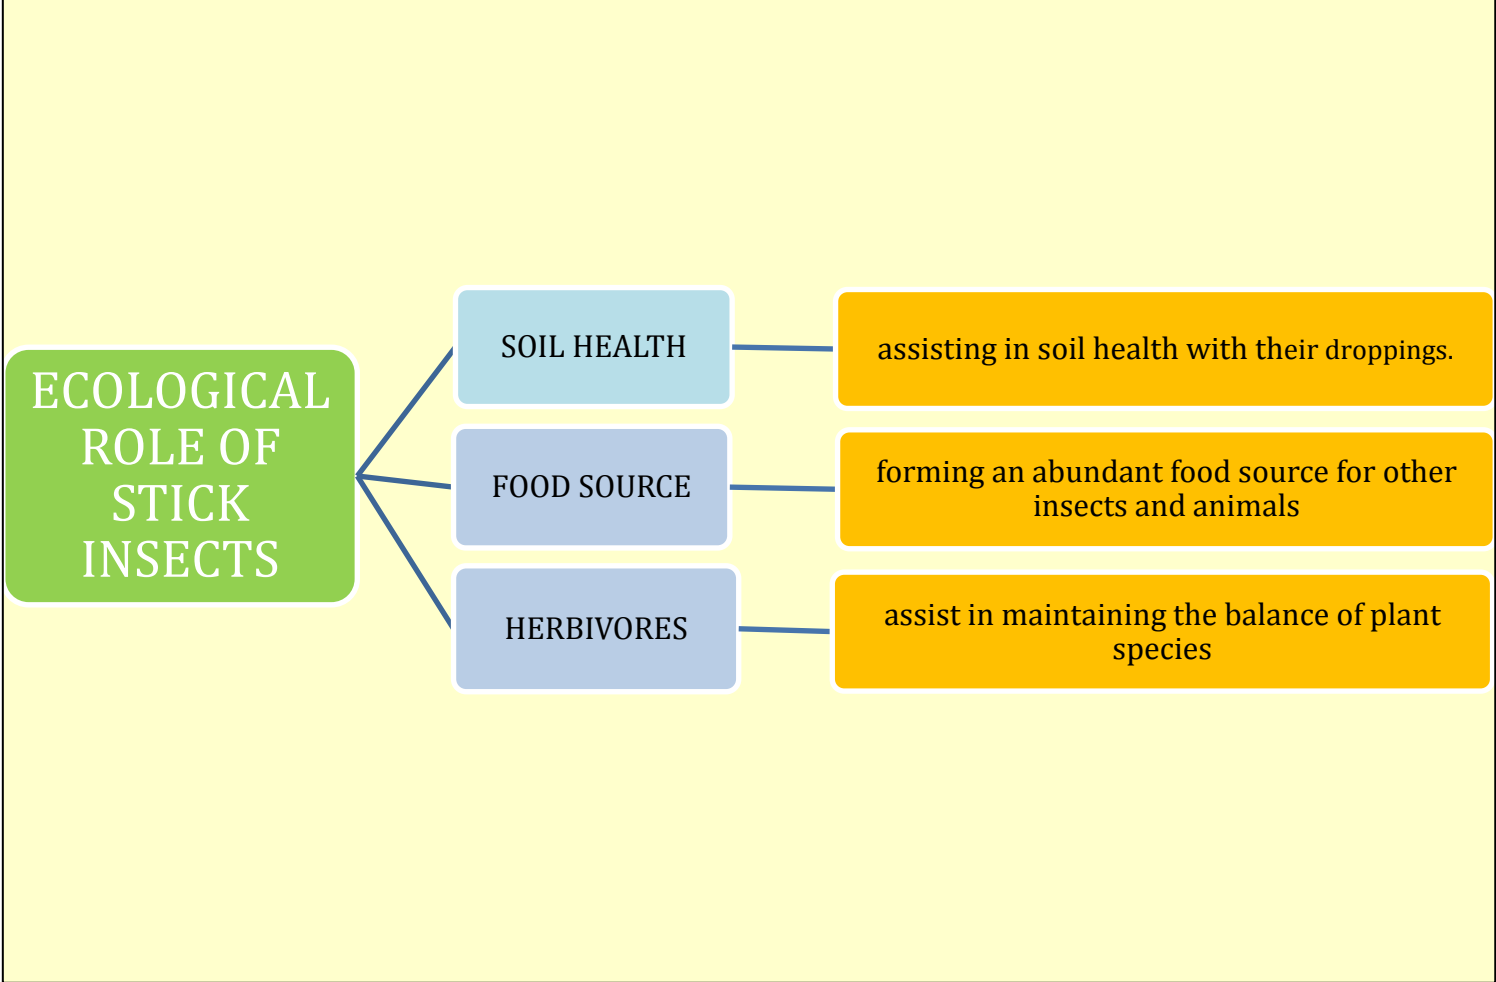 ECOLOGICAL
ROLE OF
STICK
INSECTS
SOIL HEALTH
assisting in soil health with their droppings.
FOOD SOURCE
forming an abundant food source for other
insects and animals
HERBIVORES
assist in maintaining the balance of plant
species